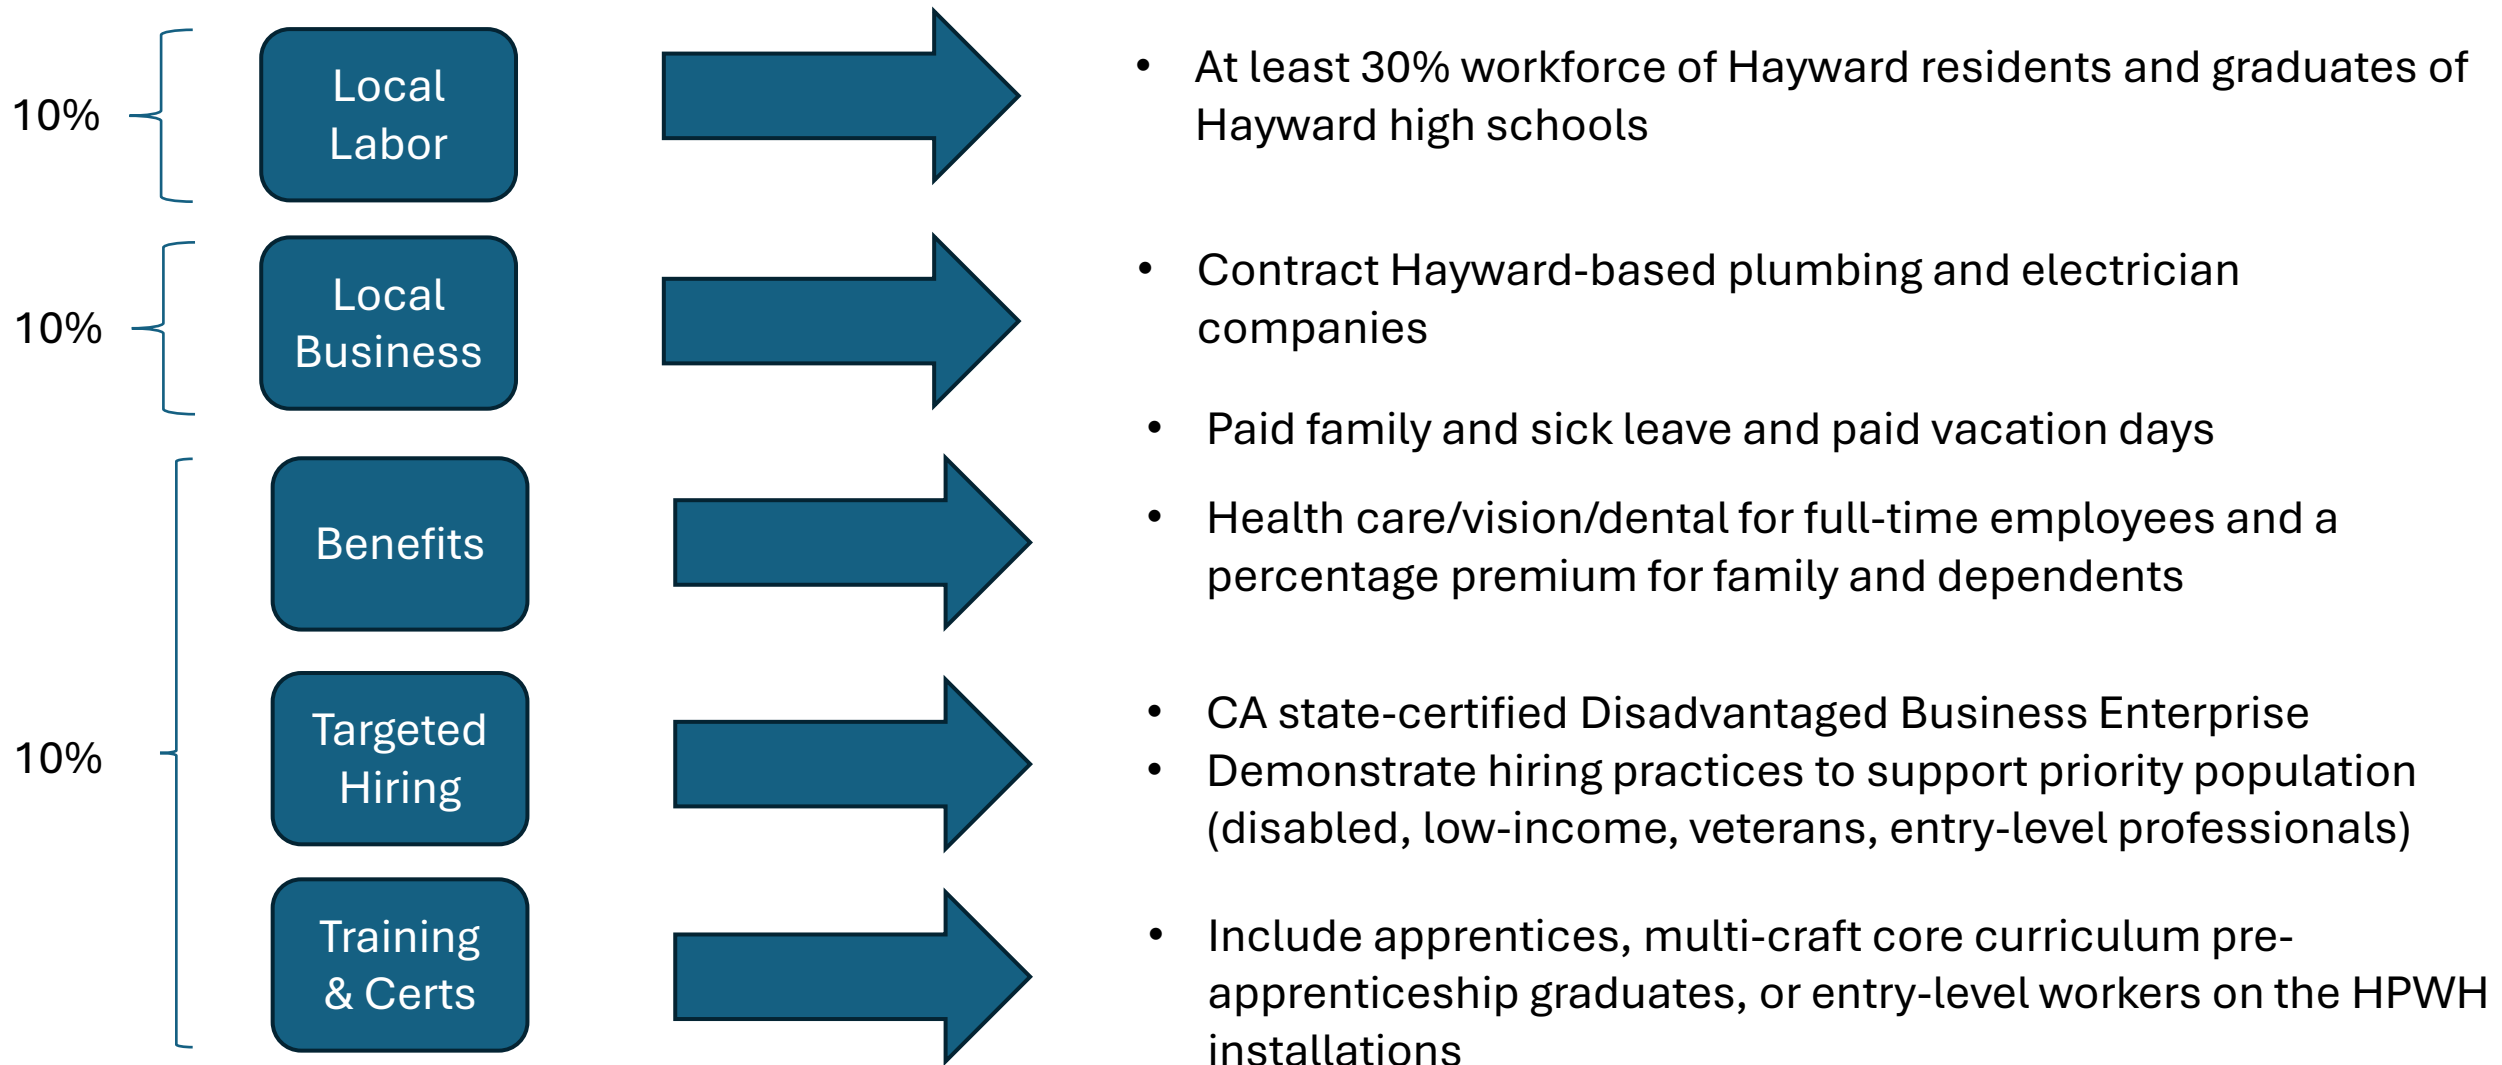 10%
Local
Labor
• At least 30% workforce of Hayward residents and graduates of
Hayward high schools
10%
Local
Business
• Contract Hayward-based plumbing and electrician
companies
10%
Benefits
• Paid family and sick leave and paid vacation days
• Health care/vision/dental for full-time employees and a
percentage premium for family and dependents
Targeted
Hiring
• CA state-certified Disadvantaged Business Enterprise
• Demonstrate hiring practices to support priority population
(disabled, low-income, veterans, entry-level professionals)
Training
& Certs
• Include apprentices, multi-craft core curriculum pre-
apprenticeship graduates, or entry-level workers on the HPWH
installations